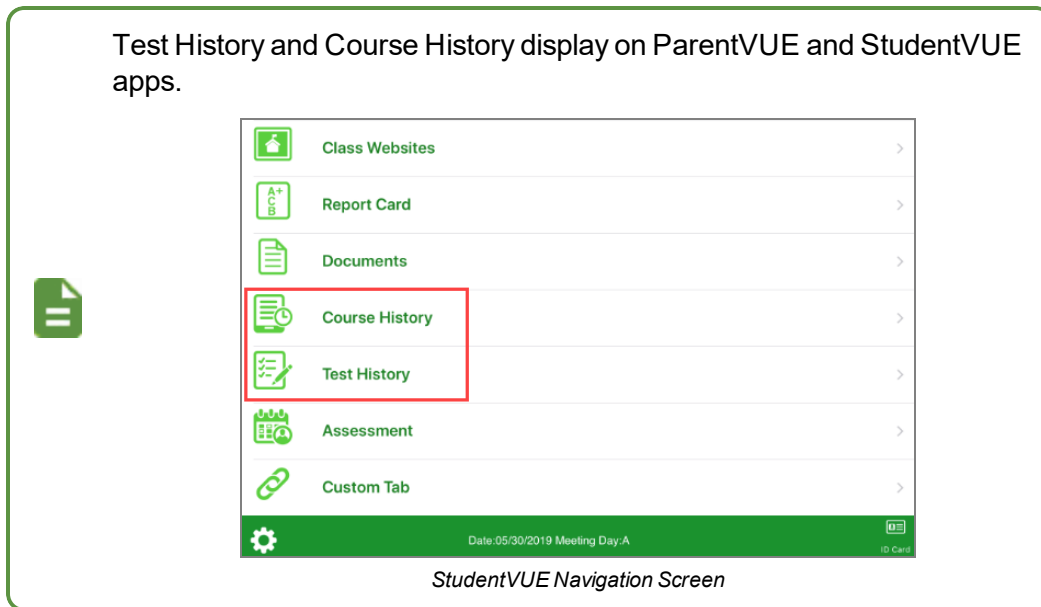 Test History and Course History display on ParentVUE and StudentVUE
apps.
Class Websites
A+
C
B
Report Card
Documents
Course History
Test History
Assessment
Custom Tab
Date:05/30/2019 Meeting Day:A
ID Card
StudentVUE Navigation Screen